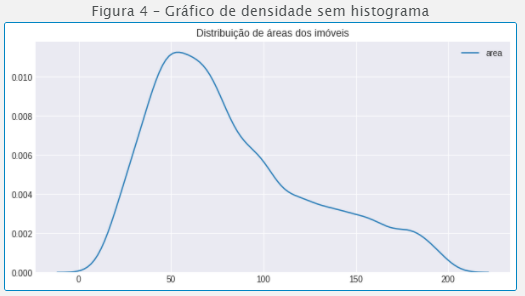 Figura 4 – Gráfico de densidade sem histograma
Distribuição de áreas dos imóveis
area
0.010
0.008
0.006
0.004
0.002
0.000
0 50 100 150 200